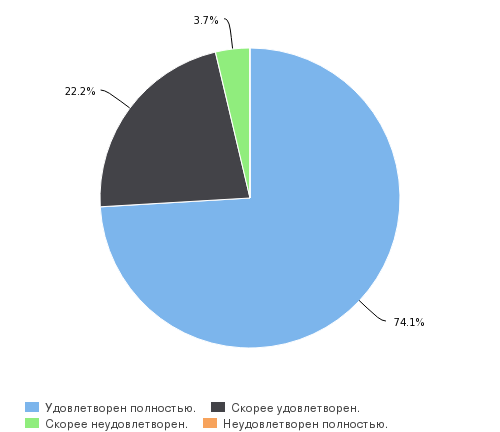 3.7%
22.2%
74.1%
Удовлетворен полностью. Скорее удовлетворен.
Скорее неудовлетворен. Неудовлетворен полностью.